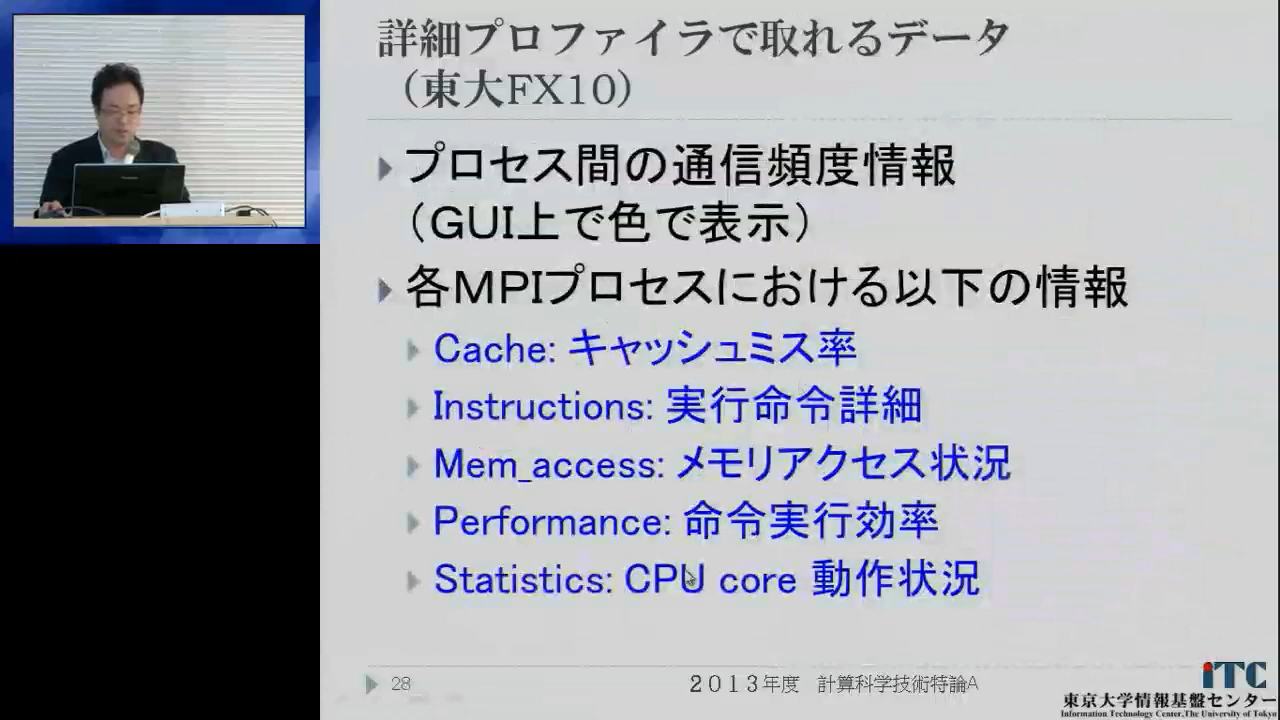 詳細プロファイラで取れるデータ
（東大FX10）
プロセス間の通信頻度情報
（GUI上で色で表示）
各MPIプロセスにおける以下の情報
Cache: キャッシュミス率
Instructions: 実行命令詳細
Mem_access: メモリアクセス状況
Performance: 命令実行効率
Statistics: CPU core 動作状況
28
２０１３年度 計算科学技術特論A
iTC
東京大学情報基盤センター
Information Technology Center, The University of Tokyo